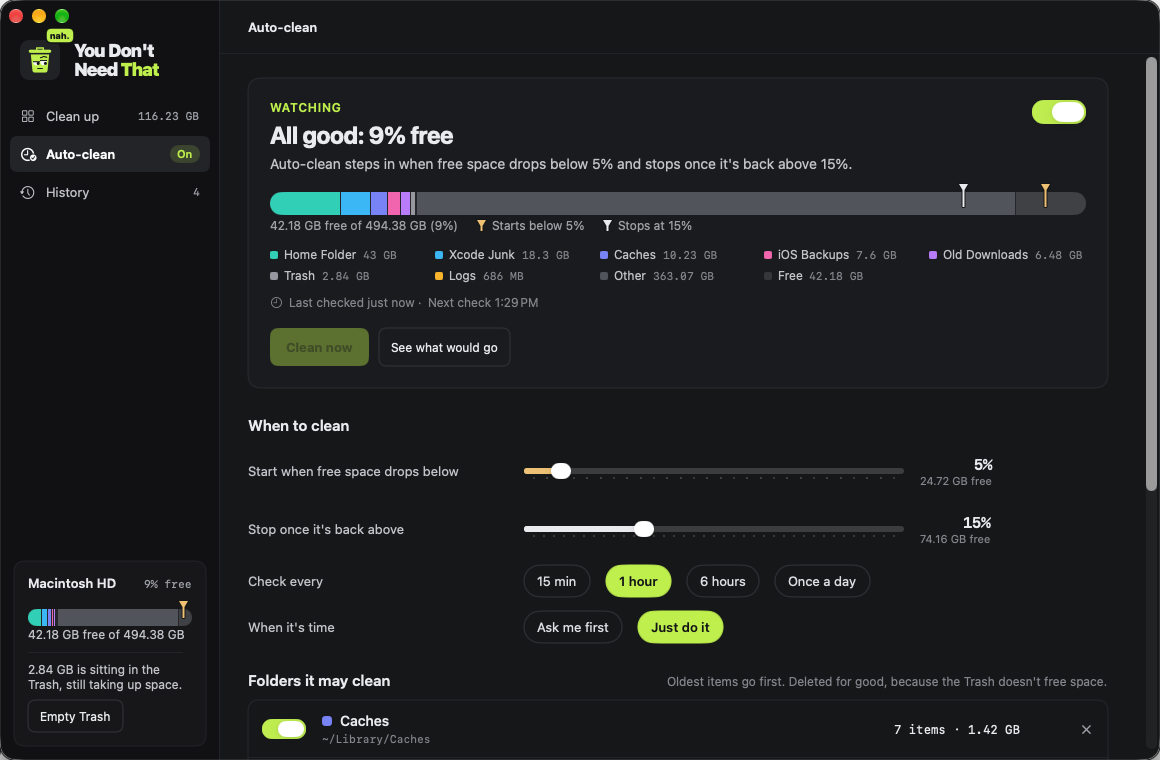 nah.
You Don't
Need That
Clean up 116.23 GB
Auto-clean On
History 4
Macintosh HD 9% free
42.18 GB free of 494.38 GB
2.84 GB is sitting in the
Trash, still taking up space.
Empty Trash
Auto-clean
WATCHING
All good: 9% free
Auto-clean steps in when free space drops below 5% and stops once it's back above 15%.
42.18 GB free of 494.38 GB (9%) Starts below 5% Stops at 15%
Home Folder 43 GB Xcode Junk 18.3 GB Caches 10.23 GB iOS Backups 7.6 GB Old Downloads 6.48 GB
Trash 2.84 GB Logs 686 MB Other 363.07 GB Free 42.18 GB
Last checked just now · Next check 1:29 PM
Clean now See what would go
When to clean
Start when free space drops below 5%
24.72 GB free
Stop once it's back above 15%
74.16 GB free
Check every 15 min 1 hour 6 hours Once a day
When it's time Ask me first Just do it
Folders it may clean Oldest items go first. Deleted for good, because the Trash doesn't free space.
Caches 7 items · 1.42 GB
~/Library/Caches